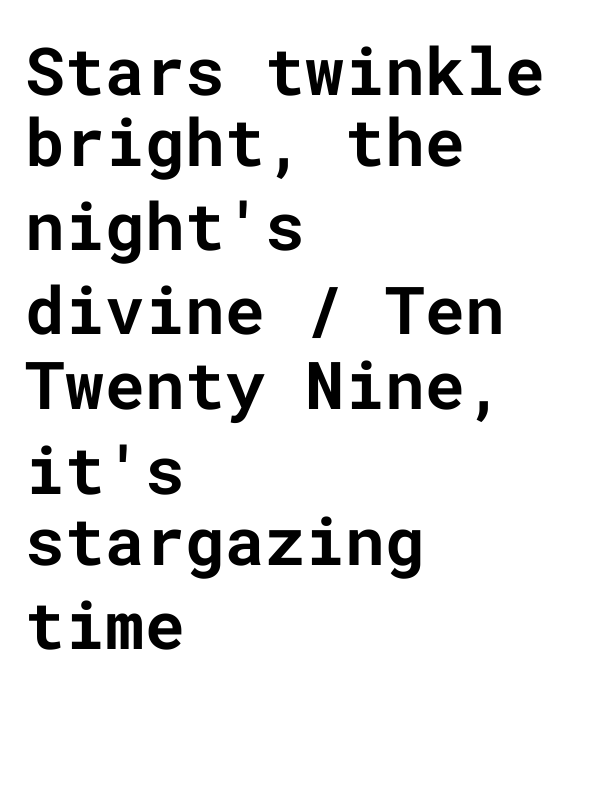 Stars twinkle
bright, the
night's
divine / Ten
Twenty Nine,
it's
stargazing
time